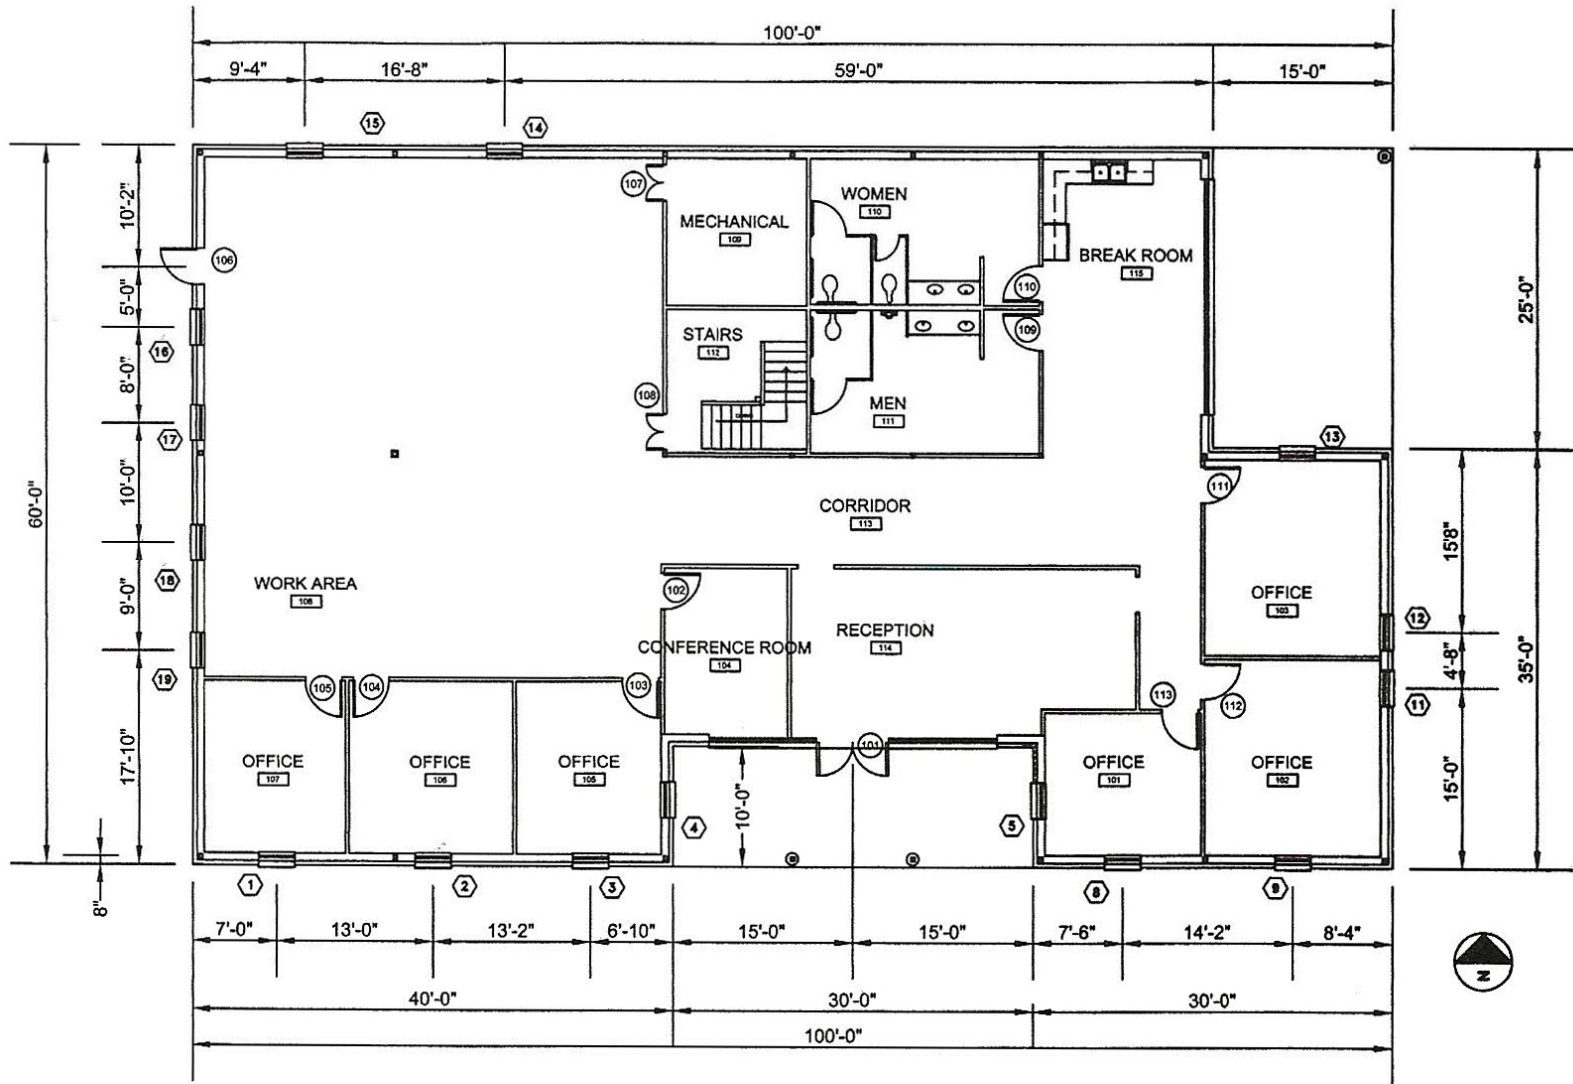 100'-0"
9'-4" 16'-8" 59'-0" 15'-0"
15 14
10'-2"
5'-0"
8'-0"
10'-0"
9'-0"
17'-10"
60'-0"
8"
106
16
17
18
19
107
MECHANICAL
109
WOMEN
110
BREAK ROOM
115
110
109
STAIRS
112
108
MEN
111
25'-0"
13
111
CORRIDOR
113
WORK AREA
108
102
CONFERENCE ROOM
104
RECEPTION
114
OFFICE
103
15'8"
12
4'-8"
11
35'-0"
15'-0"
105 104 103
101
113 112
OFFICE
107
OFFICE
106
OFFICE
105
OFFICE
101
OFFICE
102
4
10'-0"
5
1 2 3 8 9
7'-0" 13'-0" 13'-2" 6'-10" 15'-0" 15'-0" 7'-6" 14'-2" 8'-4"
N
40'-0" 30'-0" 30'-0"
100'-0"